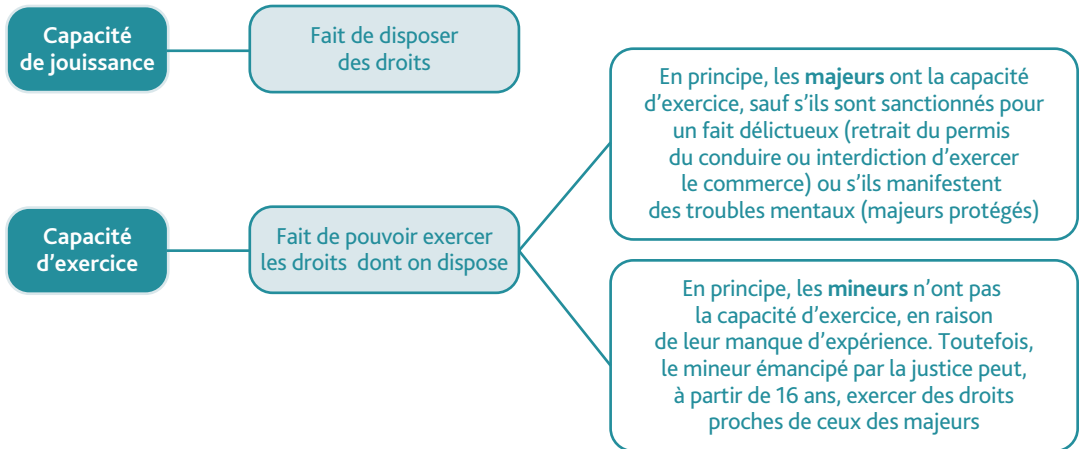 Capacité
de jouissance
Fait de disposer
des droits
Capacité
d'exercice
Fait de pouvoir exercer
les droits dont on dispose
En principe, les majeurs ont la capacité
d'exercice, sauf s'ils sont sanctionnés pour
un fait délictueux (retrait du permis
du conduire ou interdiction d'exercer
le commerce) ou s'ils manifestent
des troubles mentaux (majeurs protégés)
En principe, les mineurs n'ont pas
la capacité d'exercice, en raison
de leur manque d'expérience. Toutefois,
le mineur émancipé par la justice peut,
à partir de 16 ans, exercer des droits
proches de ceux des majeurs